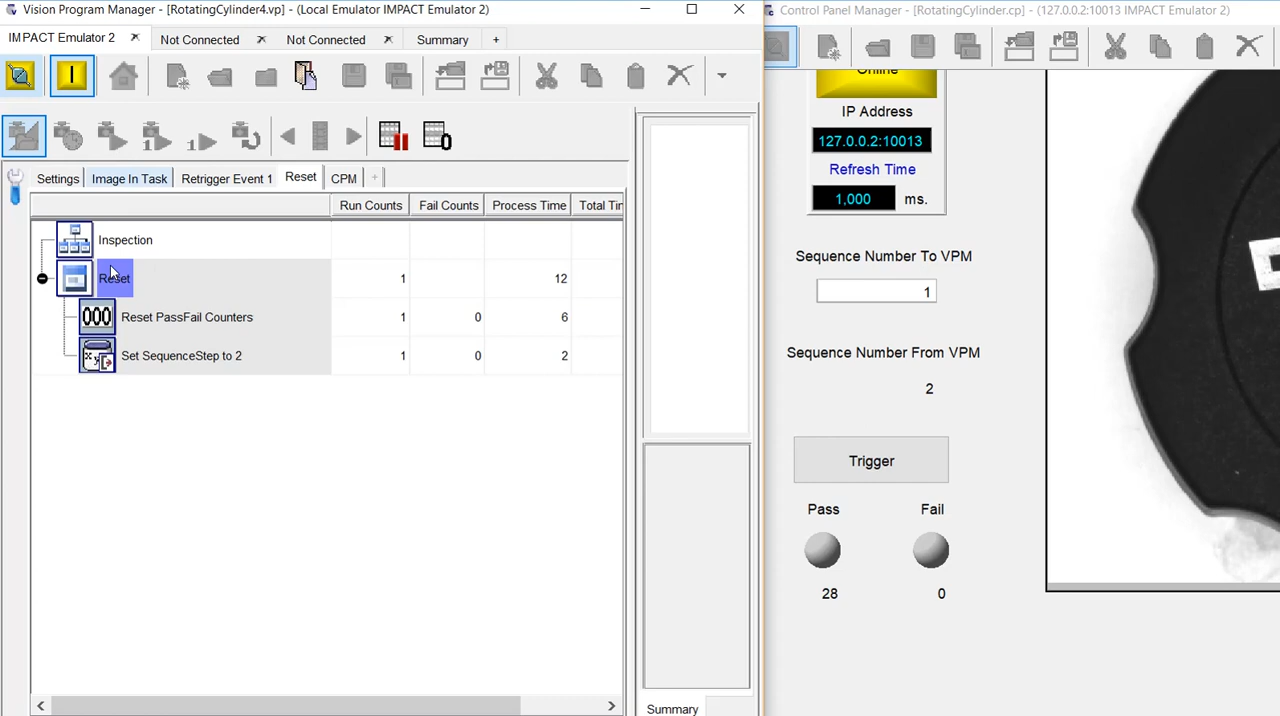 Vision Program Manager - [RotatingCylinder4.vp] - (Local Emulator IMPACT Emulator 2)
IMPACT Emulator 2
Not Connected
Not Connected
Summary
+
Settings
Image In Task
Retrigger Event 1
Reset
CPM
+
Run Counts
Fail Counts
Process Time
Total Tim
Inspection
Reset
1
12
000
Reset PassFail Counters
1
0
6
Set SequenceStep to 2
1
0
2
Summary
Control Panel Manager - [RotatingCylinder.cp] - (127.0.0.2:10013 IMPACT Emulator 2)
Online
IP Address
127.0.0.2:10013
Refresh Time
1,000
ms.
Sequence Number To VPM
1
Sequence Number From VPM
2
Trigger
Pass
Fail
28
0